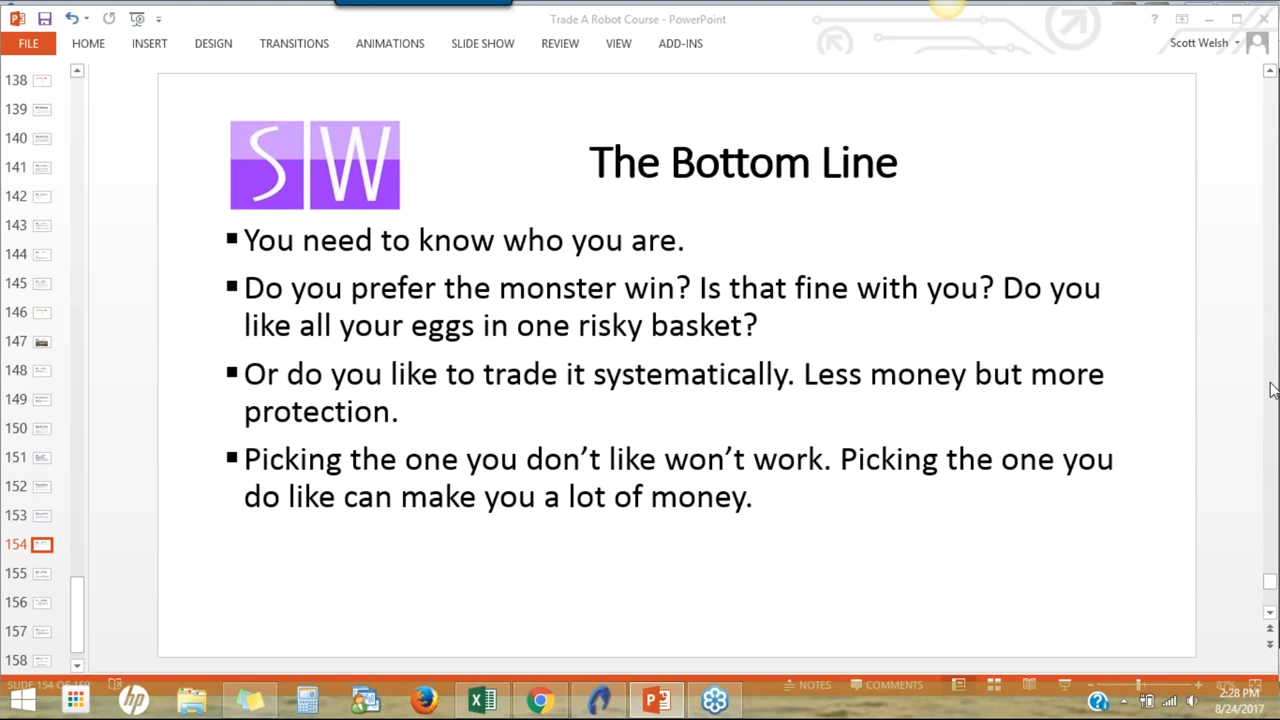 Trade A Robot Course - PowerPoint
?
FILE HOME INSERT DESIGN TRANSITIONS ANIMATIONS SLIDE SHOW REVIEW VIEW ADD-INS Scott Welsh
138
139
140
141
142
143
144
145
146
147
148
149
150
151
152
153
154
155
156
157
158
SW
The Bottom Line
You need to know who you are.
Do you prefer the monster win? Is that fine with you? Do you
like all your eggs in one risky basket?
Or do you like to trade it systematically. Less money but more
protection.
Picking the one you don’t like won’t work. Picking the one you
do like can make you a lot of money.
SLIDE 154 OF
NOTES COMMENTS 87%
hp
2:28 PM
8/24/2017